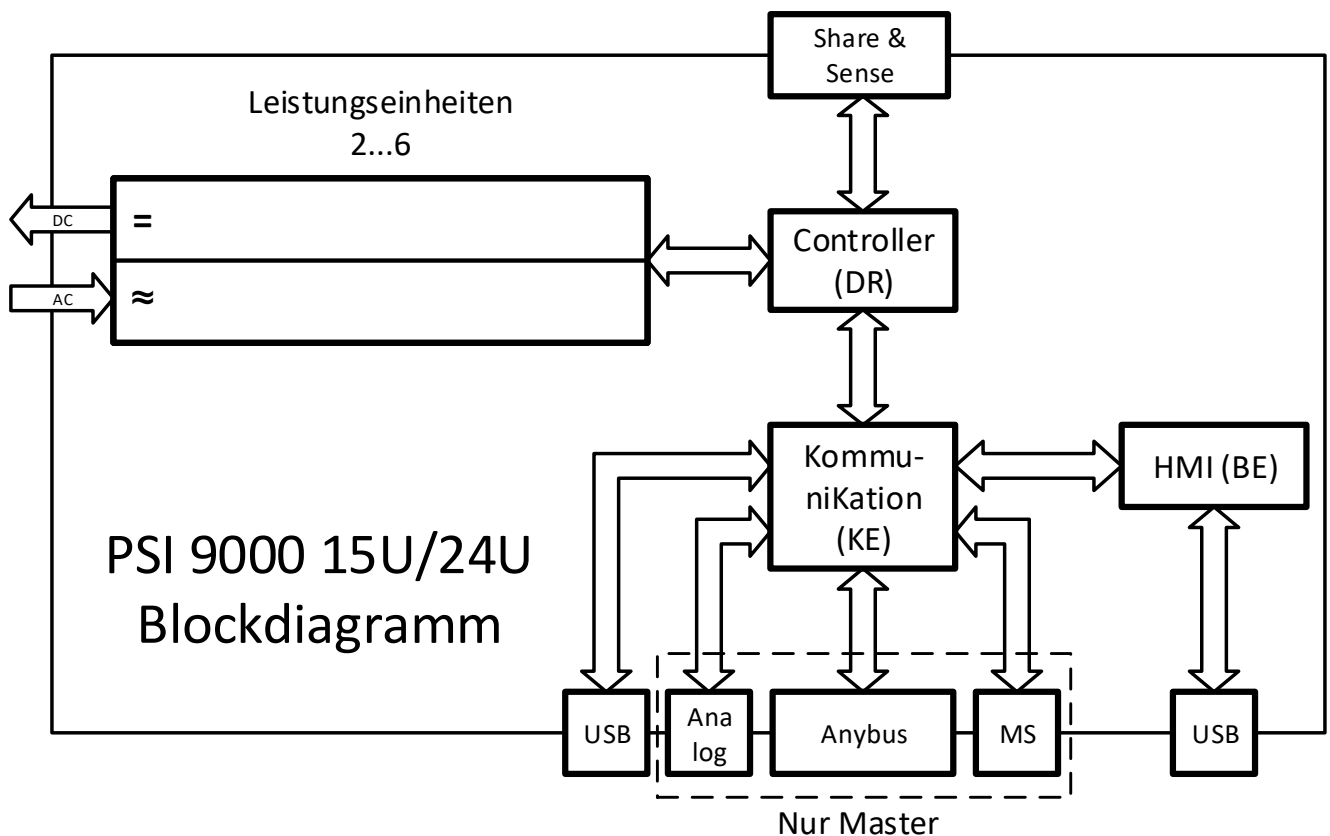 Share &
Sense
Leistungseinheiten
2...6
DC
=
Controller
(DR)
AC
≈
Kommu-
niKation
(KE)
HMI (BE)
PSI 9000 15U/24U
Blockdiagramm
USB
Ana
log
Anybus
MS
USB
Nur Master